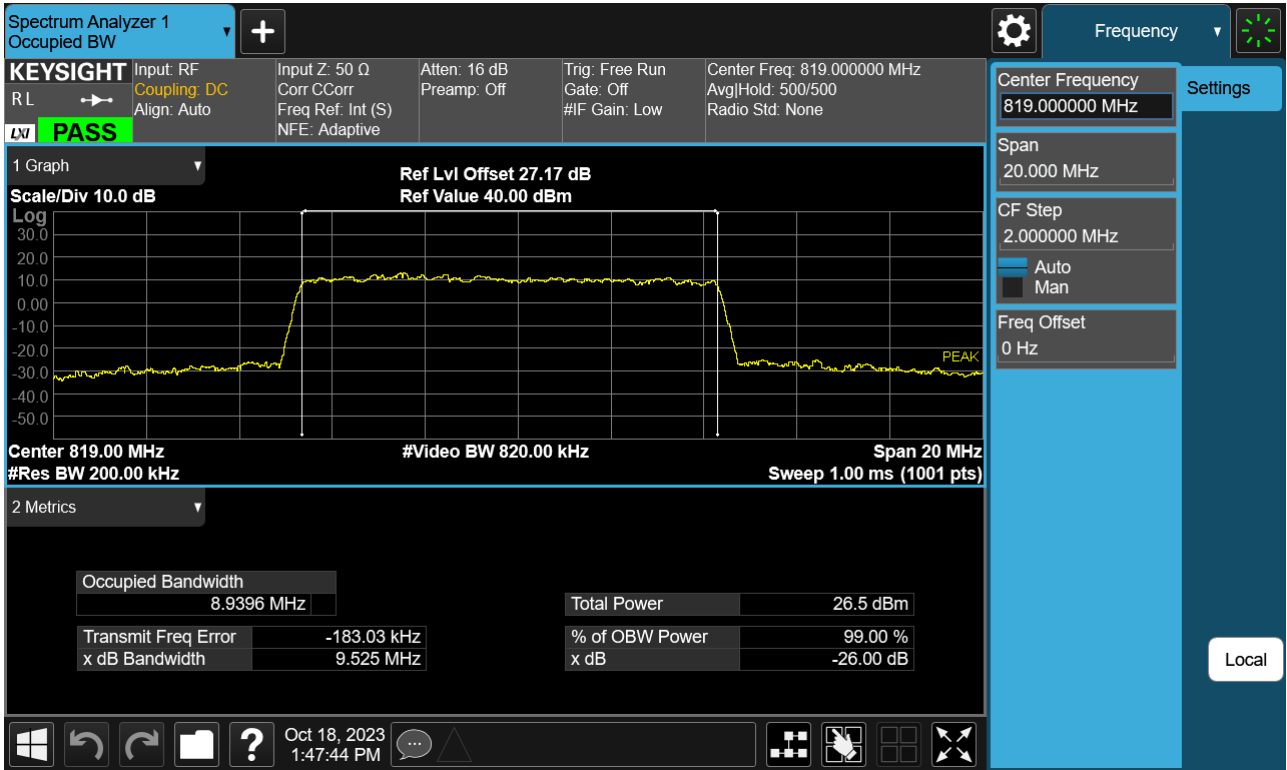 Spectrum Analyzer 1
Occupied BW
Frequency
KEYSIGHT
R L
LXI PASS
Input: RF
Coupling: DC
Align: Auto
Input Z: 50 Ω
Corr CCorr
Freq Ref: Int (S)
NFE: Adaptive
Atten: 16 dB
Preamp: Off
Trig: Free Run
Gate: Off
#IF Gain: Low
Center Freq: 819.000000 MHz
Avg|Hold: 500/500
Radio Std: None
1 Graph
Ref Lvl Offset 27.17 dB
Scale/Div 10.0 dB
Ref Value 40.00 dBm
Log
30.0
20.0
10.0
0.00
-10.0
-20.0
-30.0
-40.0
-50.0
PEAK
Center 819.00 MHz
#Video BW 820.00 kHz
Span 20 MHz
#Res BW 200.00 kHz
Sweep 1.00 ms (1001 pts)
2 Metrics
Occupied Bandwidth
8.9396 MHz
Transmit Freq Error -183.03 kHz
x dB Bandwidth 9.525 MHz
Total Power 26.5 dBm
% of OBW Power 99.00 %
x dB -26.00 dB
Center Frequency
819.000000 MHz
Span
20.000 MHz
CF Step
2.000000 MHz
Auto
Man
Freq Offset
0 Hz
Settings
Local
?
Oct 18, 2023
1:47:44 PM